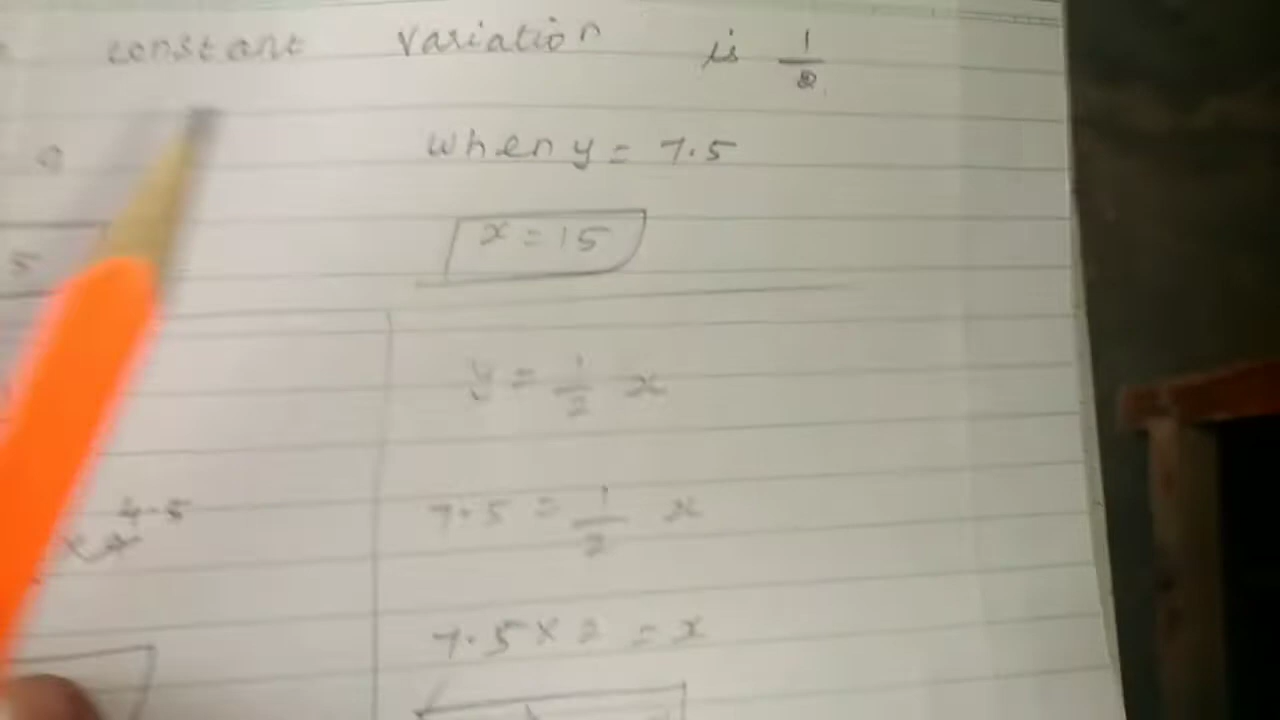 constant variation is 1/2
when y = 7.5
x = 15
5
y = 1/2 x
4.5
7.5 = 1/2 x
7.5 × 2 = x